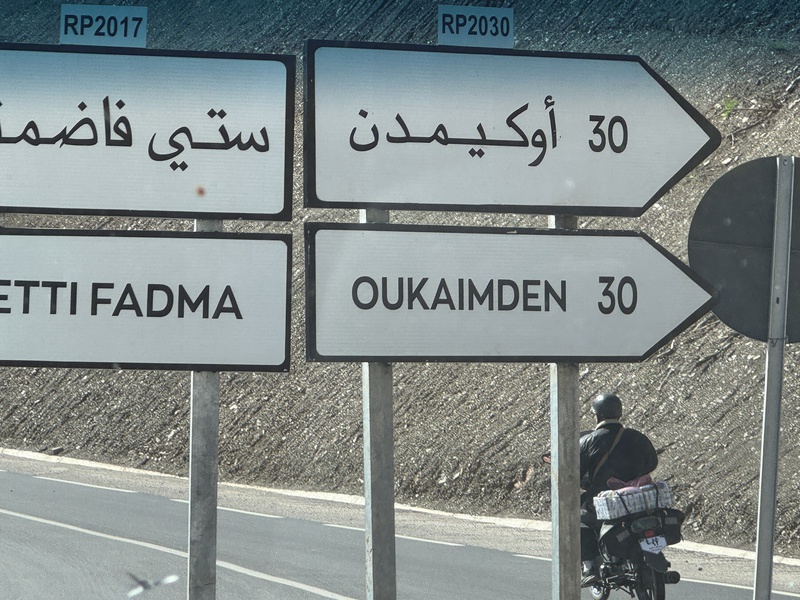 RP2017
ستي فاضمة
ETTI FADMA
RP2030
أوكيمدن 30
OUKAIMDEN 30